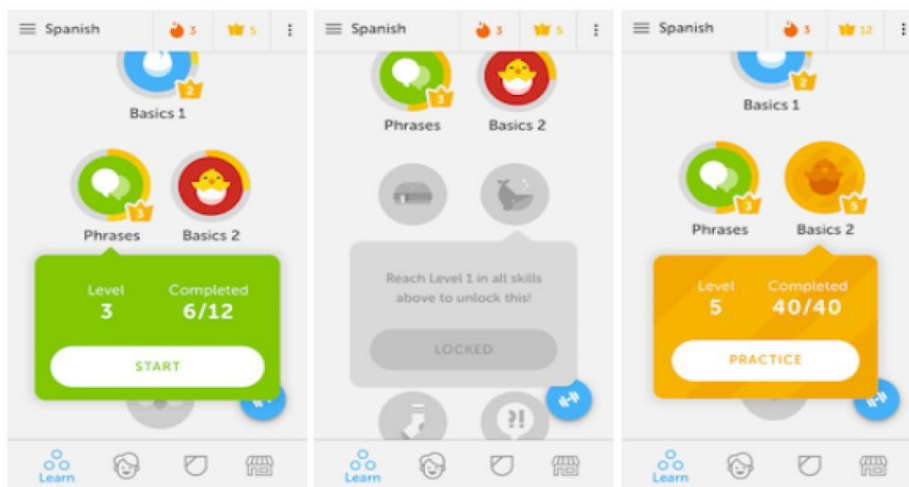 Spanish
3
5
2
Basics 1
3
Phrases
Basics 2
Level
Completed
3
6/12
START
Learn
Spanish
3
5
3
Phrases
Basics 2
Reach Level 1 in all skills
above to unlock this!
LOCKED
?!
Learn
Spanish
3
12
2
Basics 1
3
5
Phrases
Basics 2
Level
Completed
5
40/40
PRACTICE
Learn